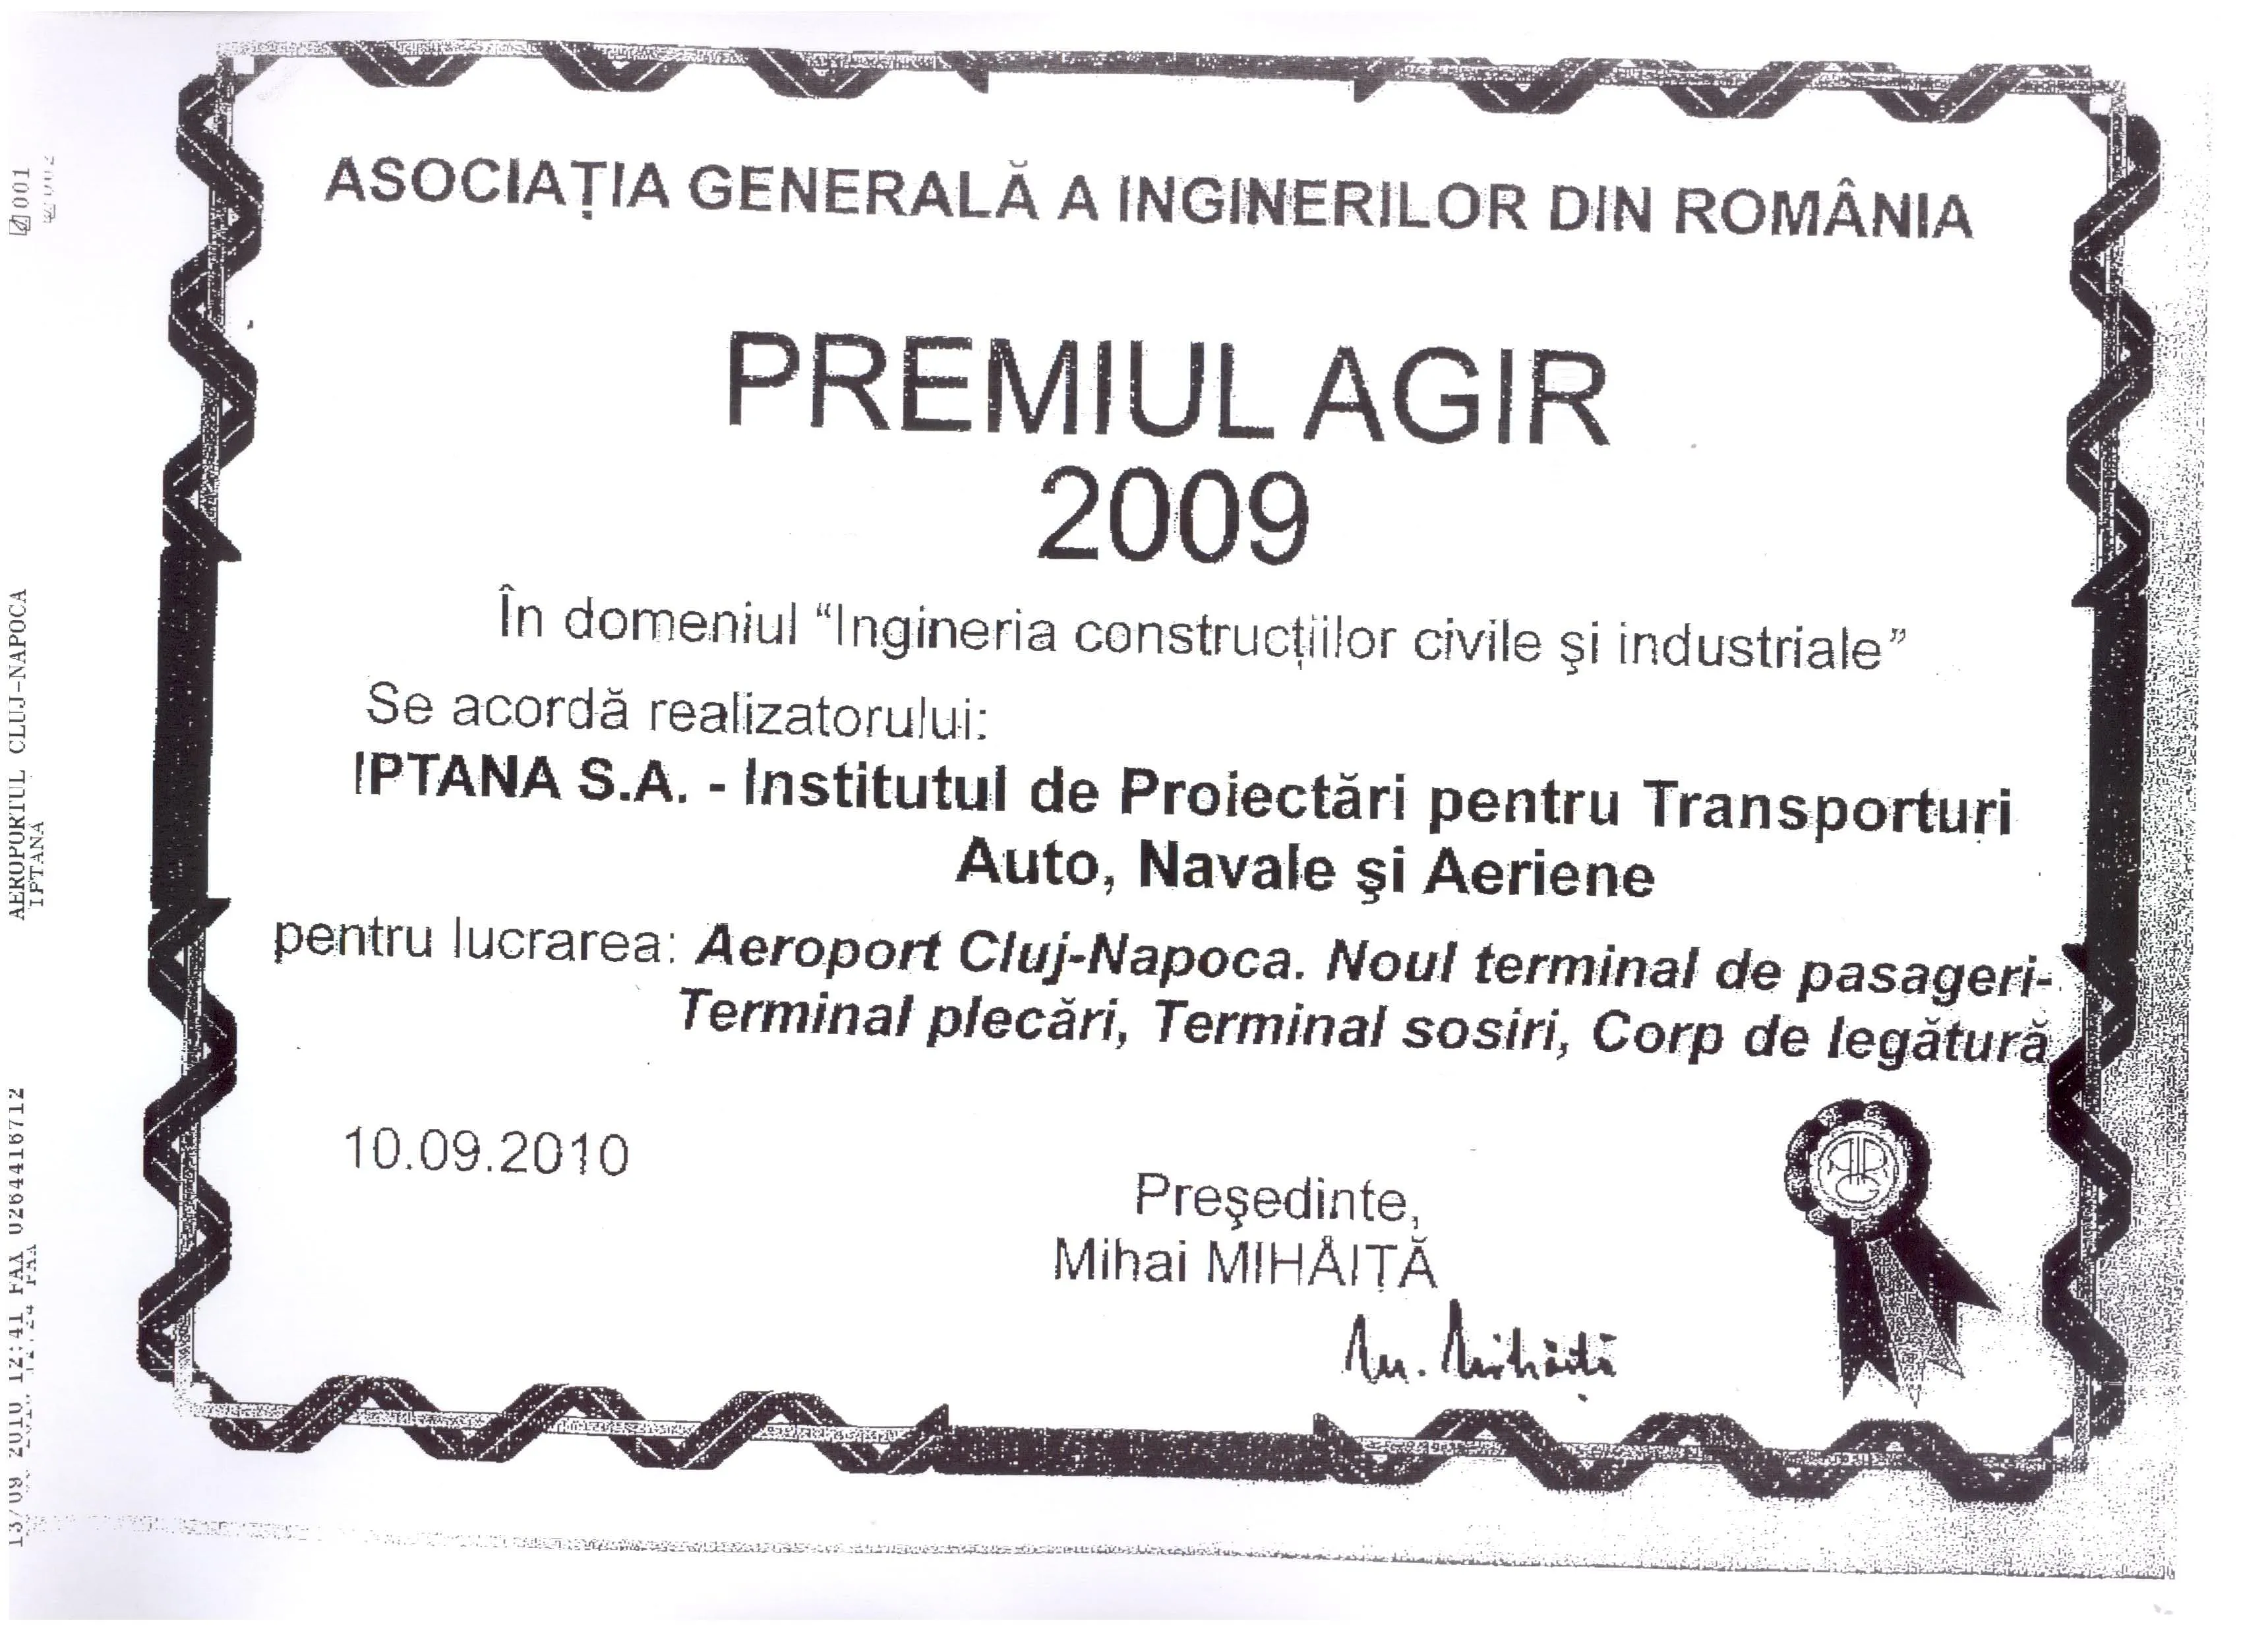 ASOCIAȚIA GENERALĂ A INGINERILOR DIN ROMÂNIA
PREMIUL AGIR
2009
În domeniul “Ingineria construcțiilor civile şi industriale”
Se acordă realizatorului:
IPTANA S.A. - Institutul de Proiectări pentru Transporturi
Auto, Navale şi Aeriene
pentru lucrarea: Aeroport Cluj-Napoca. Noul terminal de pasageri-
Terminal plecări, Terminal sosiri, Corp de legătură
10.09.2010
Preşedinte,
Mihai MIHĂIȚĂ
M. Mihăiță
13/09 2010 12:41 FAX 0264416712 AEROPORTUL CLUJ-NAPOCA 001
FAX IPTANA